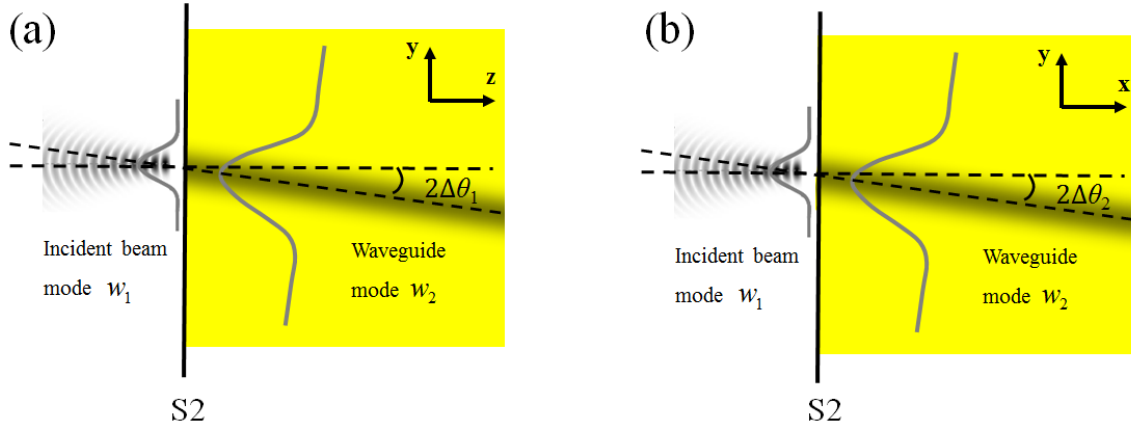 (a)
y
z
2Δθ₁
Incident beam
mode w₁
Waveguide
mode w₂
S2
(b)
y
x
2Δθ₂
Incident beam
mode w₁
Waveguide
mode w₂
S2